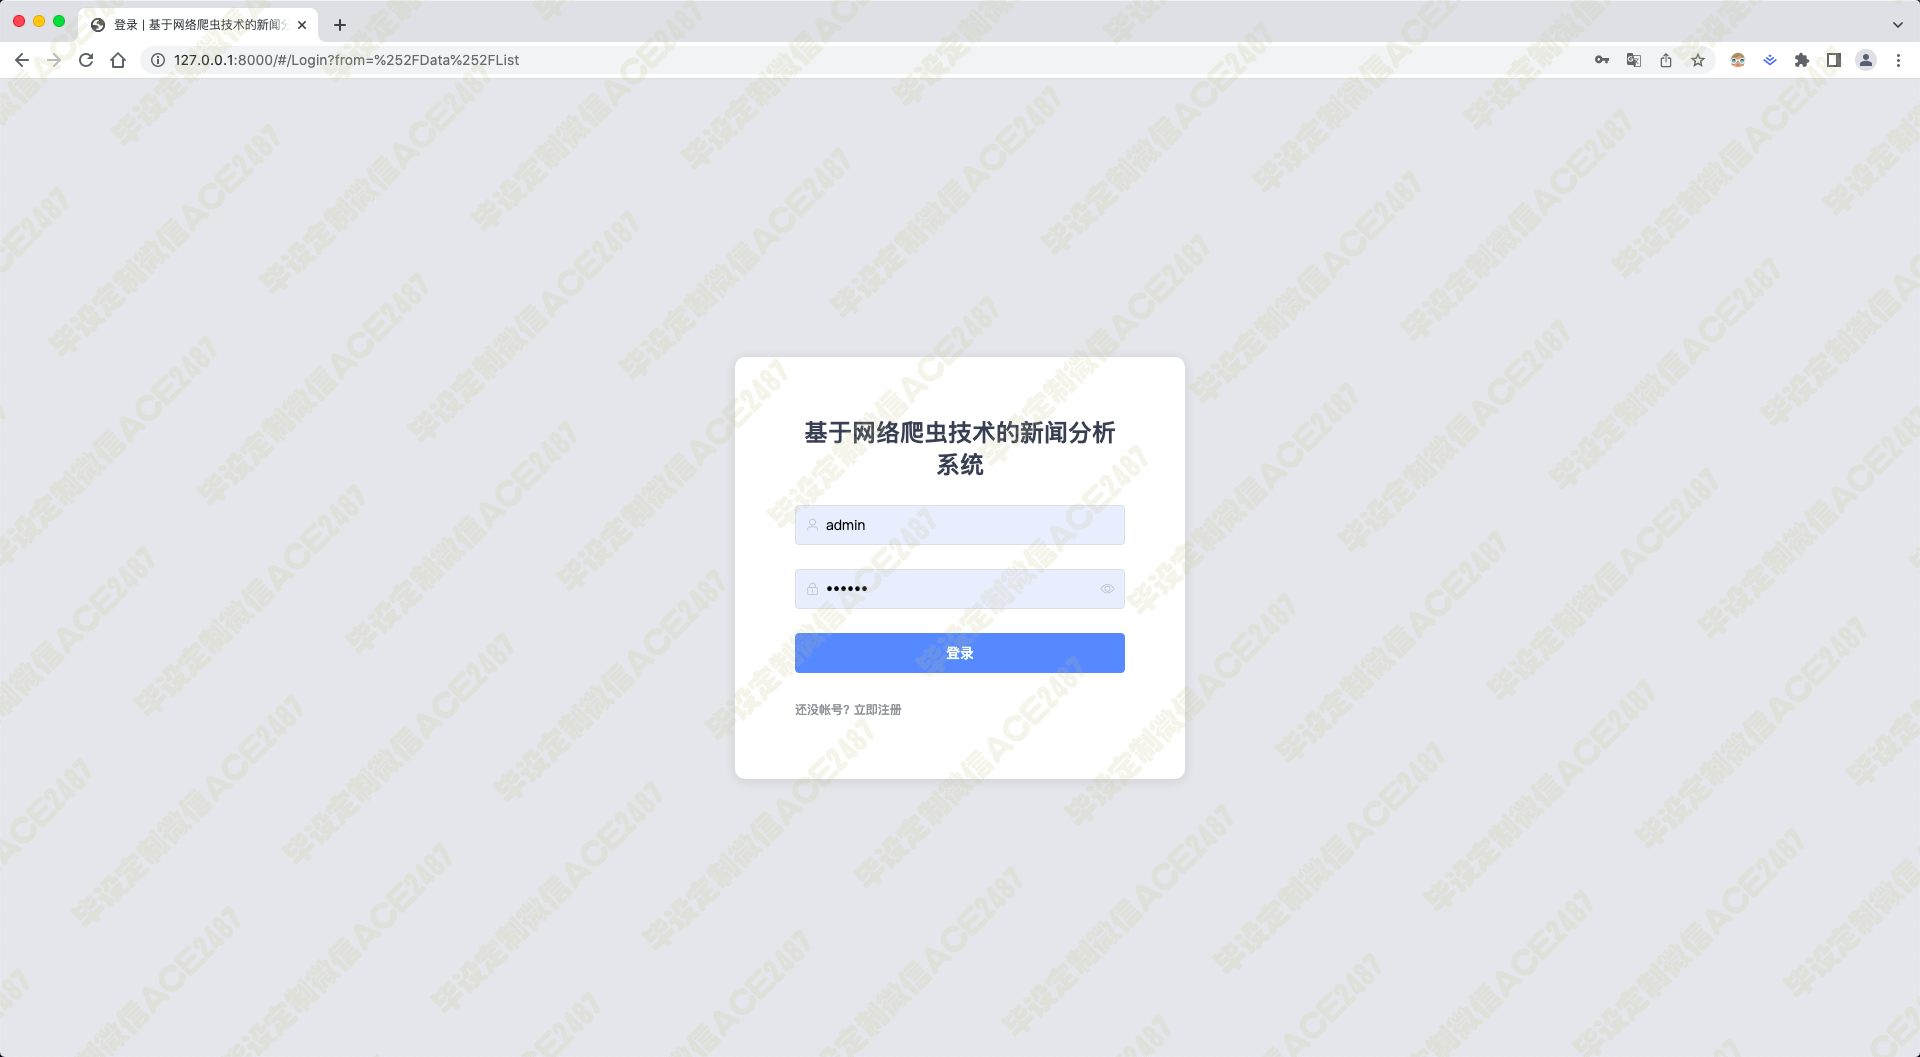 登录 | 基于网络爬虫技术的新闻分
127.0.0.1:8000/#/Login?from=%252FData%252FList
基于网络爬虫技术的新闻分析
系统
admin
••••••
登录
还没帐号? 立即注册
毕设定制微信ACE2487